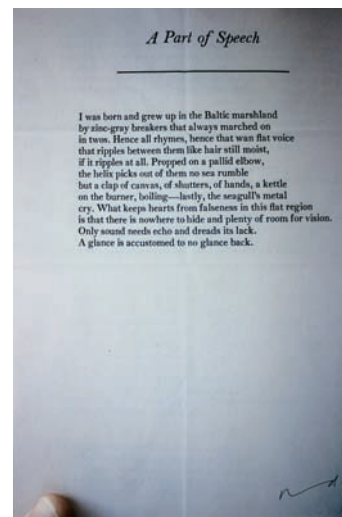 A Part of Speech
I was born and grew up in the Baltic marshland
by zinc-gray breakers that always marched on
in twos. Hence all rhymes, hence that wan flat voice
that ripples between them like hair still moist,
if it ripples at all. Propped on a pallid elbow,
the helix picks out of them no sea rumble
but a clap of canvas, of shutters, of hands, a kettle
on the burner, boiling—lastly, the seagull's metal
cry. What keeps hearts from falseness in this flat region
is that there is nowhere to hide and plenty of room for vision.
Only sound needs echo and dreads its lack.
A glance is accustomed to no glance back.